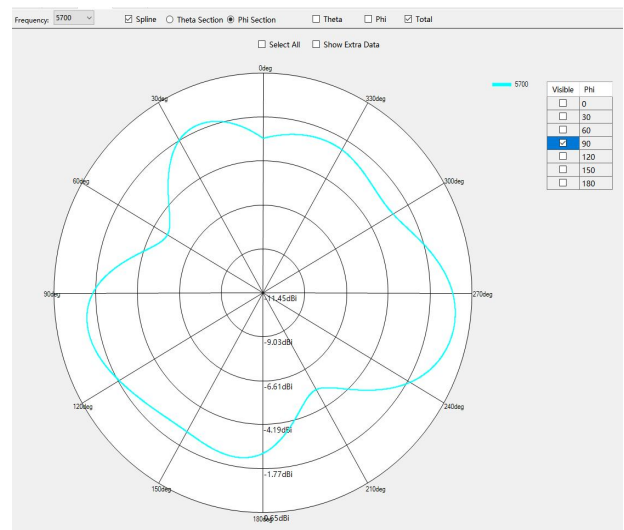 Frequency: 5700 Spline Theta Section Phi Section Theta Phi Total
Select All Show Extra Data
0deg
5700
30deg 330deg
Visible Phi
0
30
60
90
120
150
180
60deg 300deg
90deg -11.45dBi 270deg
-9.03dBi
-6.61dBi
120deg 240deg
-4.19dBi
-1.77dBi
150deg 210deg
180deg 0.65dBi